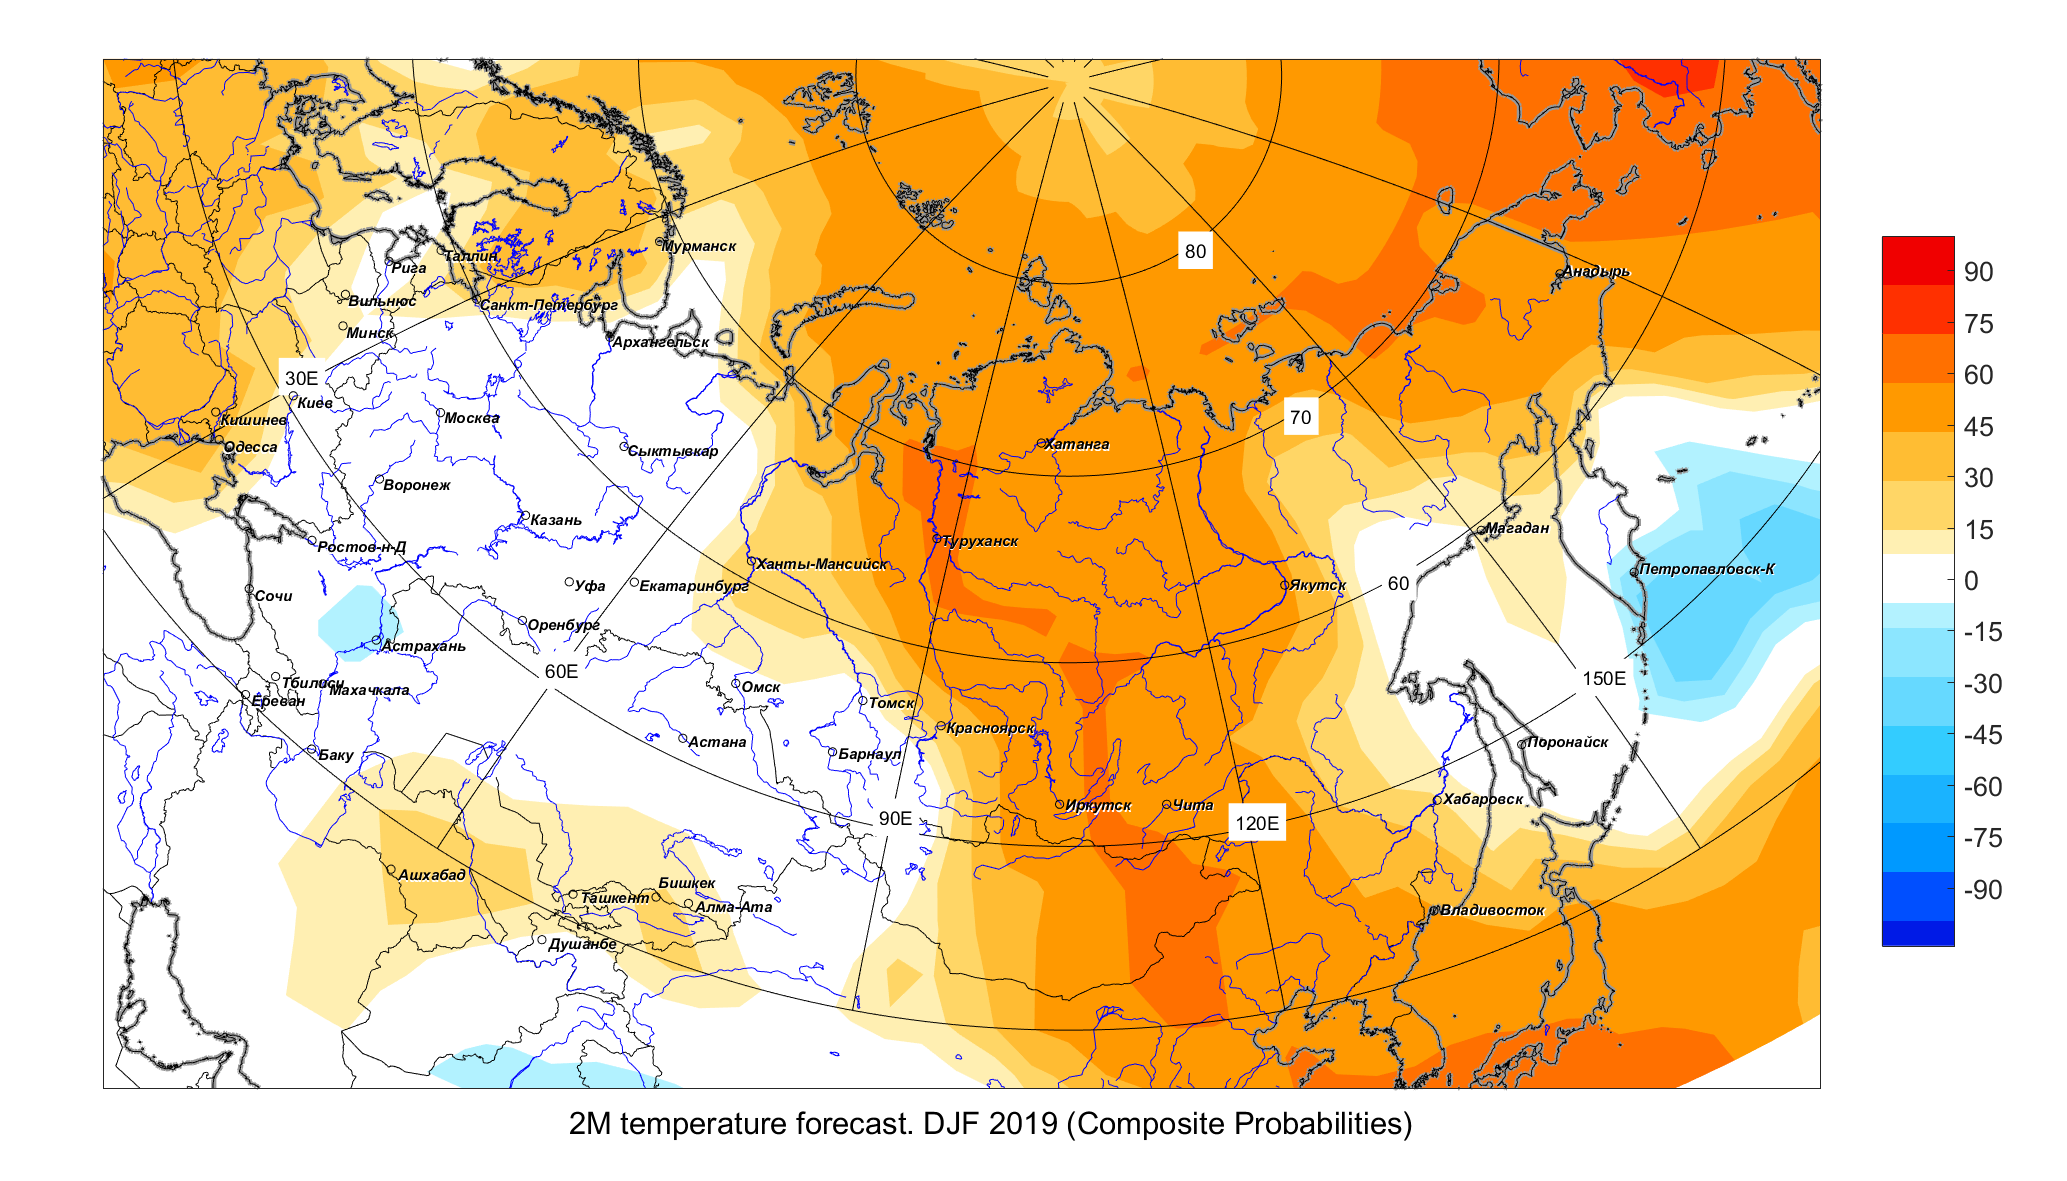 80
90
Мурманск
Таллин
Рига
Анадырь
75
Вильнюс
Санкт-Петербург
Минск
Архангельск
60
30E
Киев
70
Кишинев
Москва
45
Одесса
Сыктывкар
Хатанга
30
Воронеж
Казань
Магадан
15
Ростов-н-Д
Туруханск
Ханты-Мансийск
Петропавловск-К
0
Сочи
Уфа
Екатеринбург
Якутск
60
Оренбург
-15
Астрахань
60E
150E
-30
Тбилиси
Махачкала
Ереван
Омск
Томск
Красноярск
-45
Баку
Астана
Барнаул
Поронайск
-60
Иркутск
Чита
Хабаровск
90E
120E
-75
Ашхабад
Бишкек
-90
Ташкент
Алма-Ата
Владивосток
Душанбе
2M temperature forecast. DJF 2019 (Composite Probabilities)